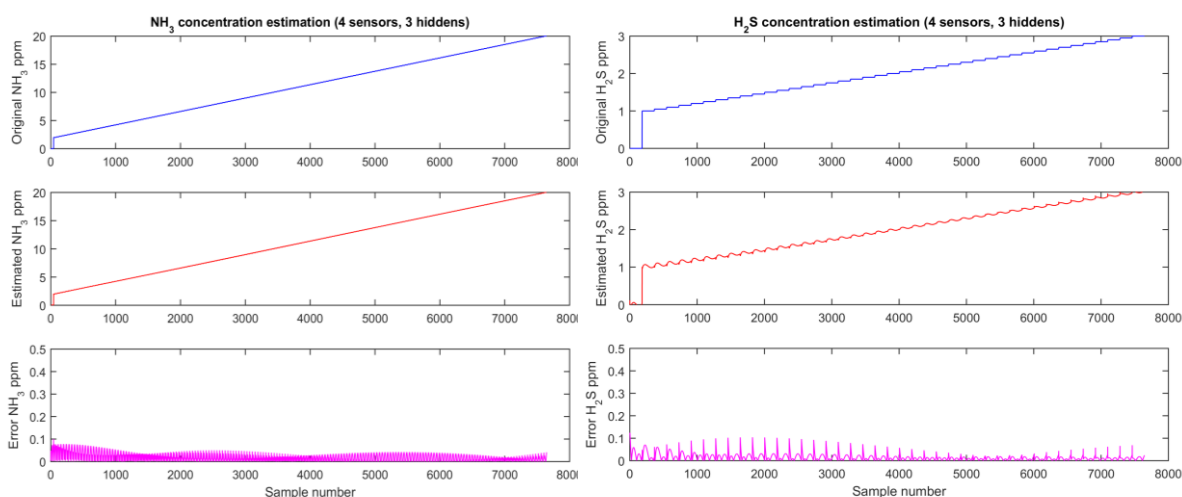 NH3 concentration estimation (4 sensors, 3 hiddens)
Original NH3 ppm
20
15
10
5
0
0 1000 2000 3000 4000 5000 6000 7000 8000
Estimated NH3 ppm
20
15
10
5
0
0 1000 2000 3000 4000 5000 6000 7000 8000
Error NH3 ppm
0.5
0.4
0.3
0.2
0.1
0
0 1000 2000 3000 4000 5000 6000 7000 8000
Sample number
H2S concentration estimation (4 sensors, 3 hiddens)
Original H2S ppm
3
2
1
0
0 1000 2000 3000 4000 5000 6000 7000 8000
Estimated H2S ppm
3
2
1
0
0 1000 2000 3000 4000 5000 6000 7000 8000
Error H2S ppm
0.5
0.4
0.3
0.2
0.1
0
0 1000 2000 3000 4000 5000 6000 7000 8000
Sample number